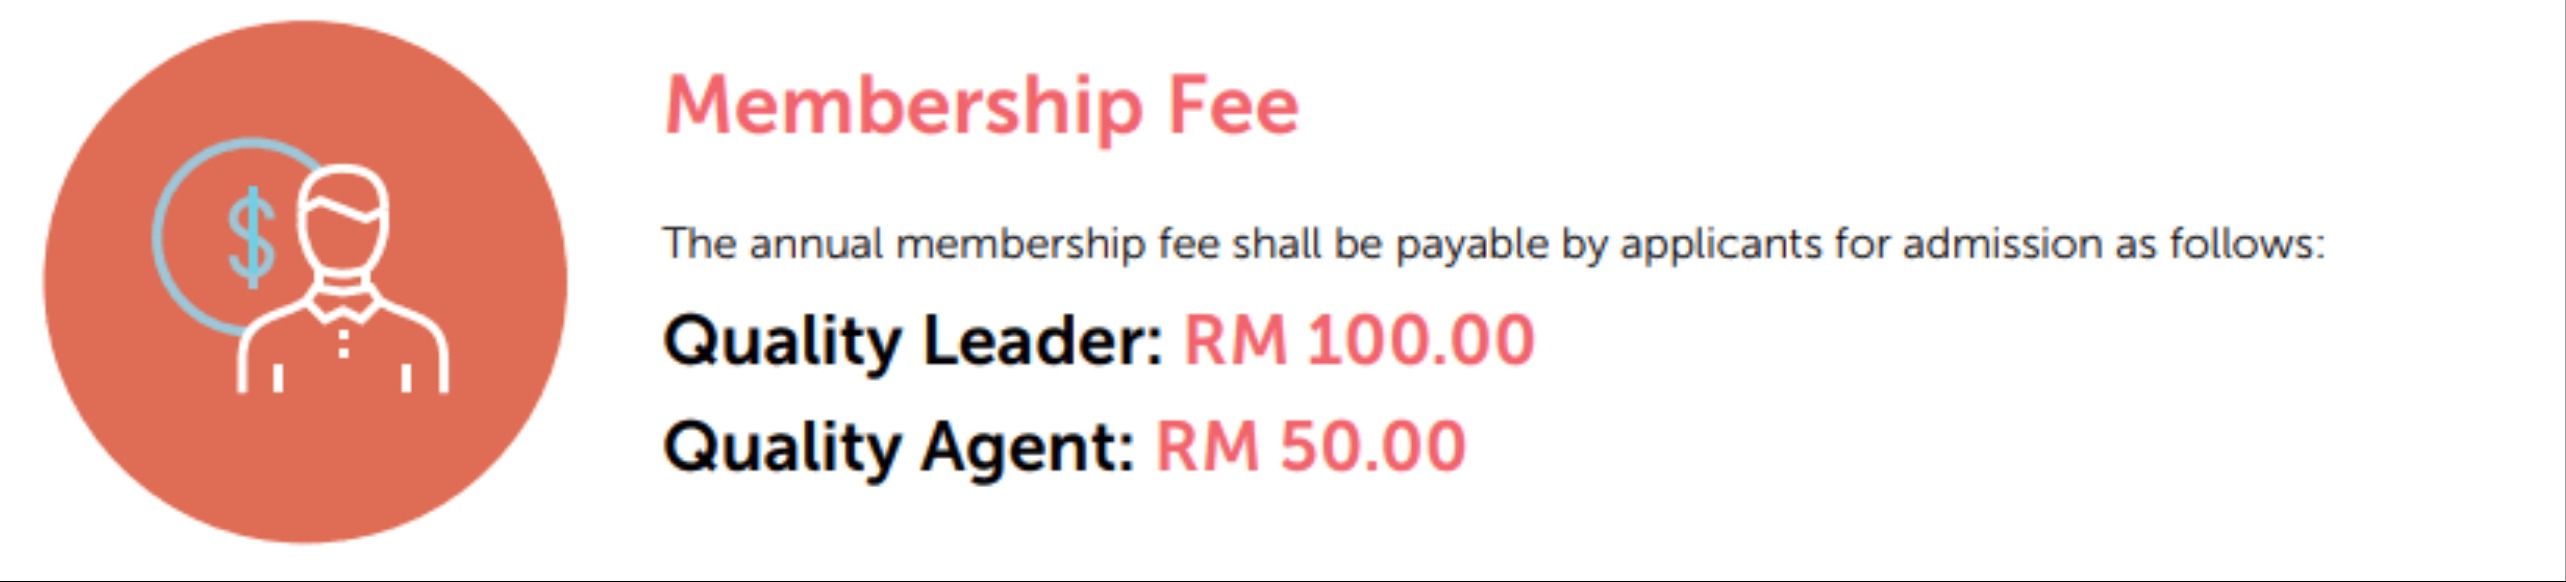 Membership Fee
The annual membership fee shall be payable by applicants for admission as follows:
Quality Leader: RM 100.00
Quality Agent: RM 50.00